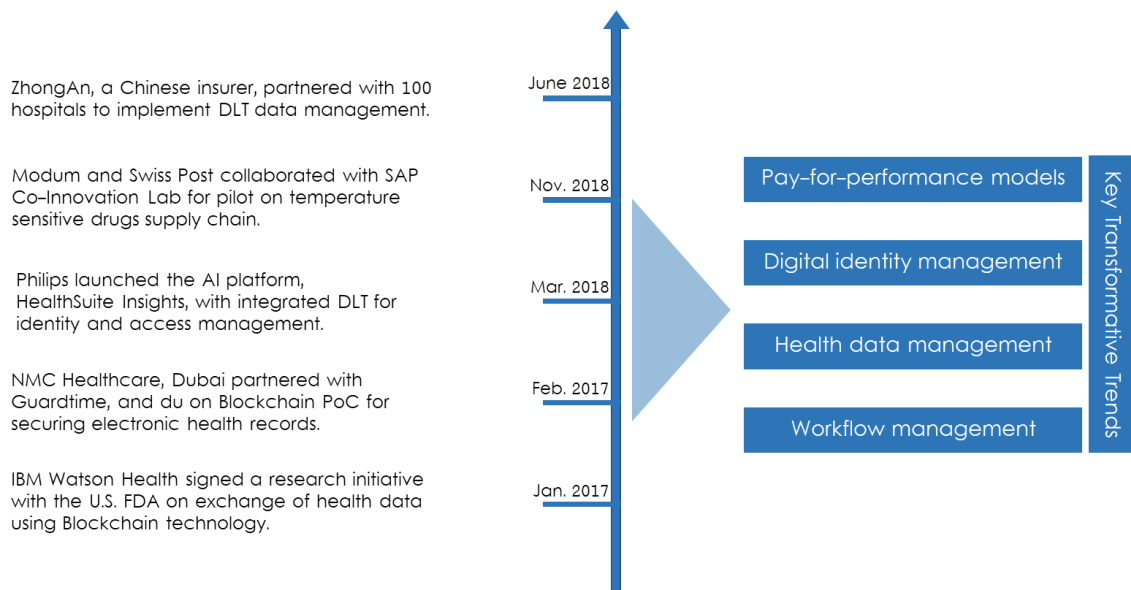 ZhongAn, a Chinese insurer, partnered with 100
hospitals to implement DLT data management.
June 2018
Modum and Swiss Post collaborated with SAP
Co-Innovation Lab for pilot on temperature
sensitive drugs supply chain.
Nov. 2018
Philips launched the AI platform,
HealthSuite Insights, with integrated DLT for
identity and access management.
Mar. 2018
NMC Healthcare, Dubai partnered with
Guardtime, and du on Blockchain PoC for
securing electronic health records.
Feb. 2017
IBM Watson Health signed a research initiative
with the U.S. FDA on exchange of health data
using Blockchain technology.
Jan. 2017
Pay-for-performance models
Digital identity management
Health data management
Workflow management
Key Transformative Trends